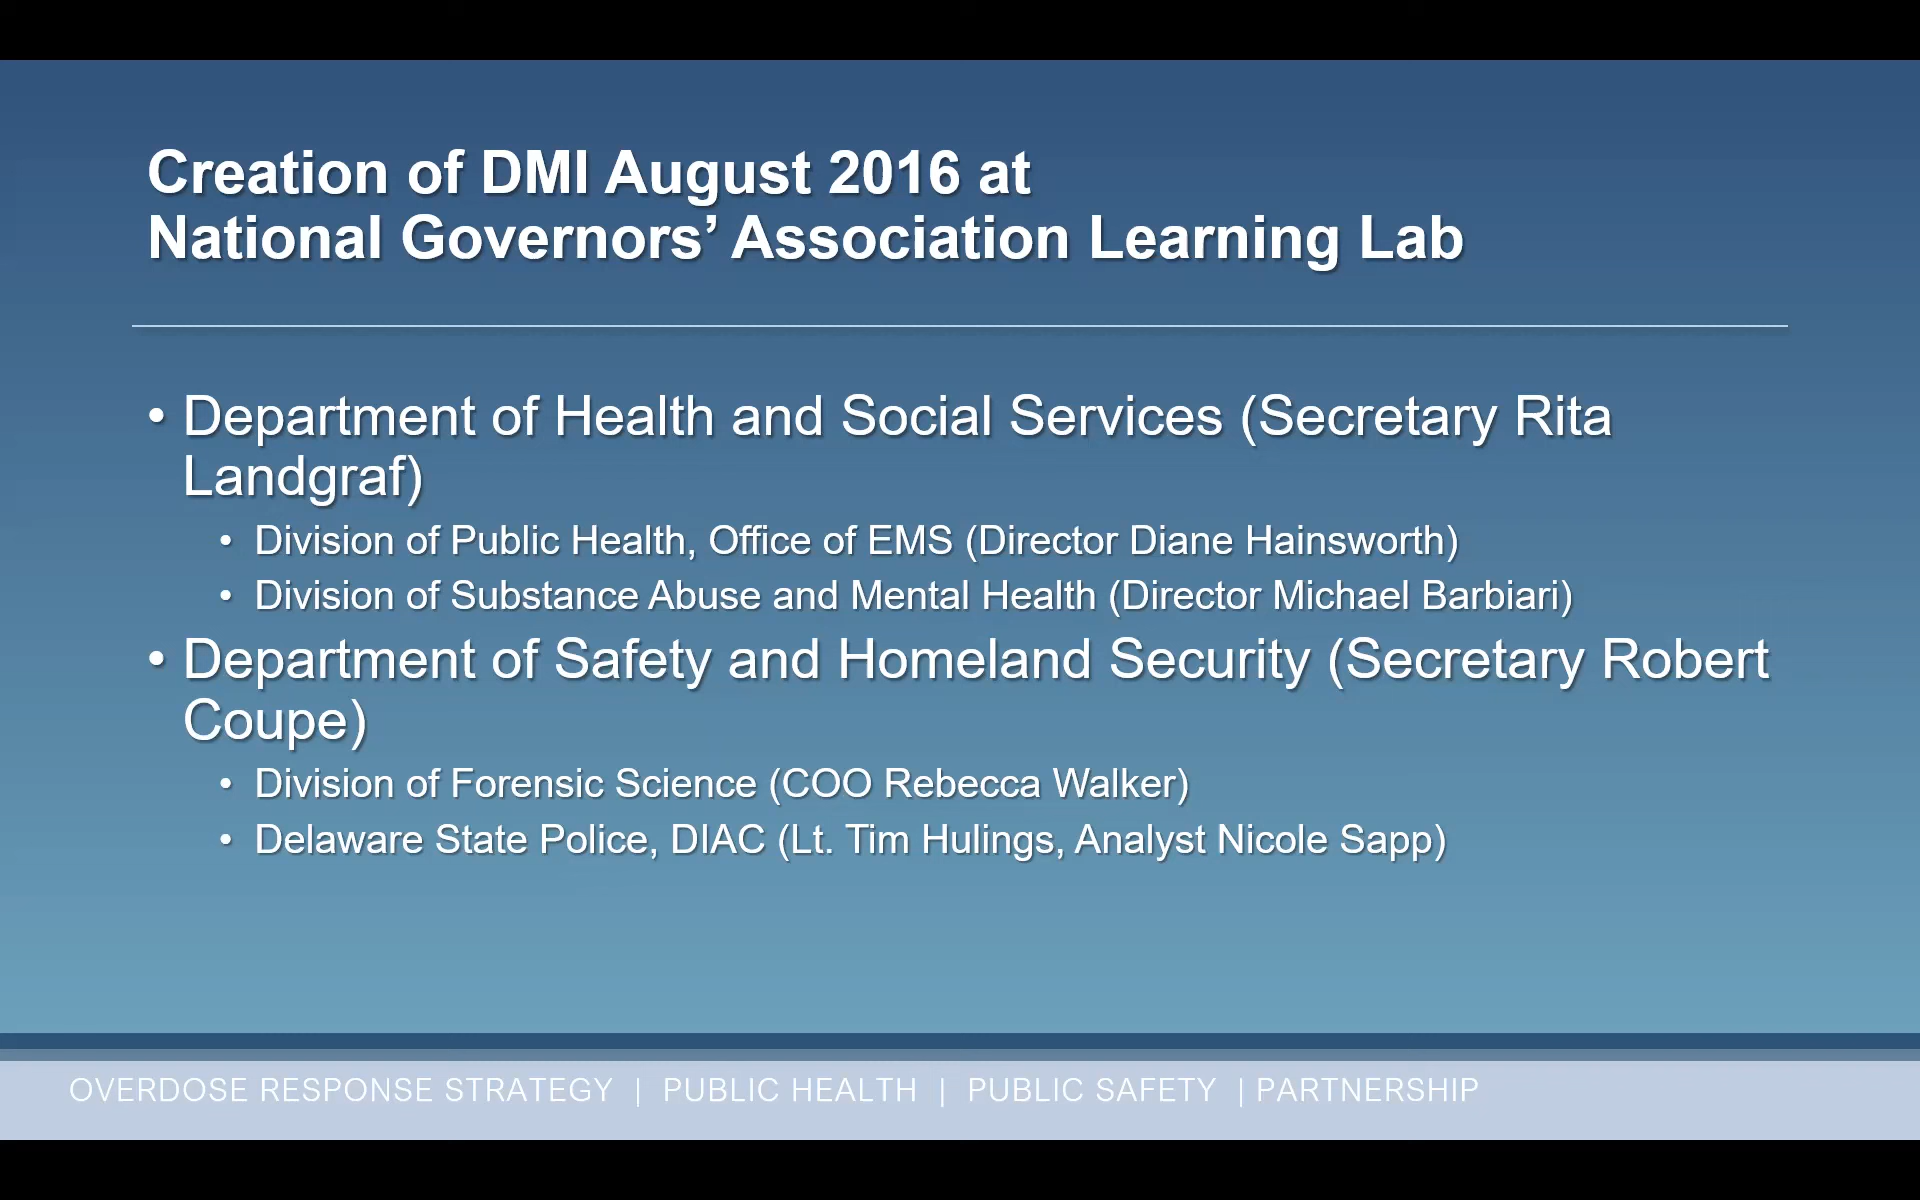 Creation of DMI August 2016 at
National Governors’ Association Learning Lab
• Department of Health and Social Services (Secretary Rita
Landgraf)
• Division of Public Health, Office of EMS (Director Diane Hainsworth)
• Division of Substance Abuse and Mental Health (Director Michael Barbiari)
• Department of Safety and Homeland Security (Secretary Robert
Coupe)
• Division of Forensic Science (COO Rebecca Walker)
• Delaware State Police, DIAC (Lt. Tim Hulings, Analyst Nicole Sapp)
OVERDOSE RESPONSE STRATEGY | PUBLIC HEALTH | PUBLIC SAFETY | PARTNERSHIP